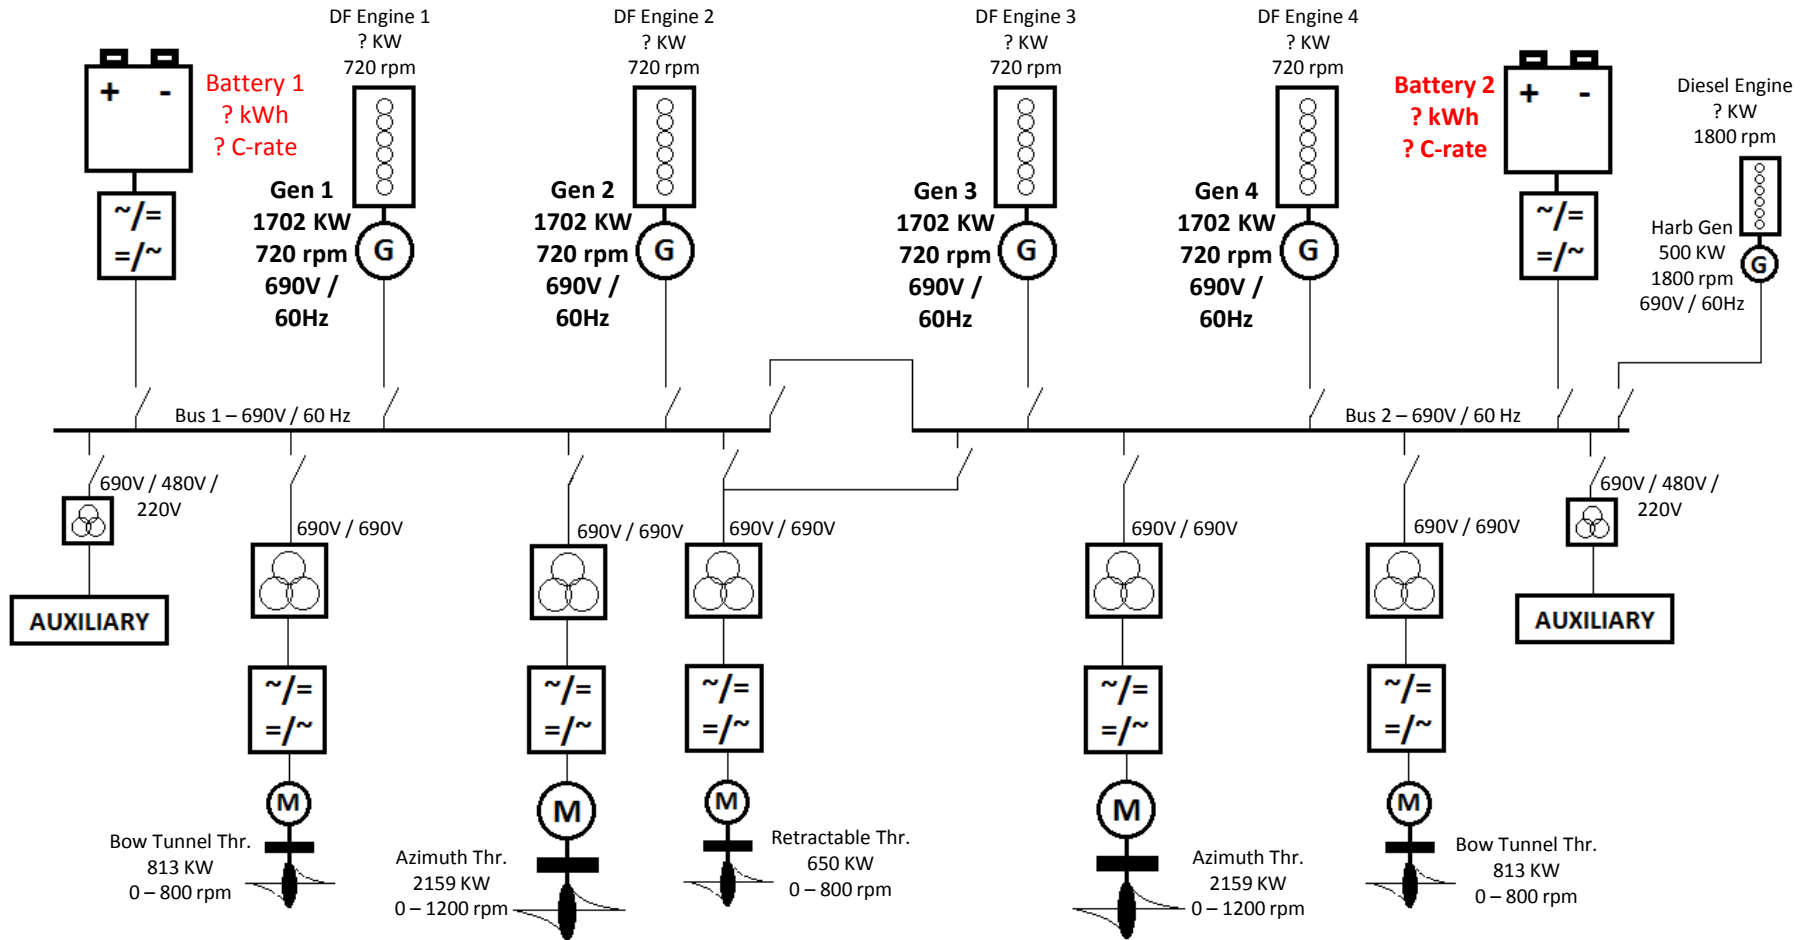 DF Engine 1
? KW
720 rpm
DF Engine 2
? KW
720 rpm
DF Engine 3
? KW
720 rpm
DF Engine 4
? KW
720 rpm
+ -
Battery 1
? kWh
? C-rate
+ -
Battery 2
? kWh
? C-rate
Diesel Engine
? KW
1800 rpm
~/=
=/~
Gen 1
1702 KW
720 rpm
690V /
60Hz
G
Gen 2
1702 KW
720 rpm
690V /
60Hz
G
Gen 3
1702 KW
720 rpm
690V /
60Hz
G
Gen 4
1702 KW
720 rpm
690V /
60Hz
G
~/=
=/~
Harb Gen
500 KW
1800 rpm
690V / 60Hz
G
Bus 1 – 690V / 60 Hz
Bus 2 – 690V / 60 Hz
690V / 480V /
220V
690V / 690V
690V / 690V
690V / 690V
690V / 690V
690V / 690V
690V / 480V /
220V
AUXILIARY
AUXILIARY
~/=
=/~
~/=
=/~
~/=
=/~
~/=
=/~
~/=
=/~
M
M
M
M
M
Bow Tunnel Thr.
813 KW
0 – 800 rpm
Azimuth Thr.
2159 KW
0 – 1200 rpm
Retractable Thr.
650 KW
0 – 800 rpm
Azimuth Thr.
2159 KW
0 – 1200 rpm
Bow Tunnel Thr.
813 KW
0 – 800 rpm